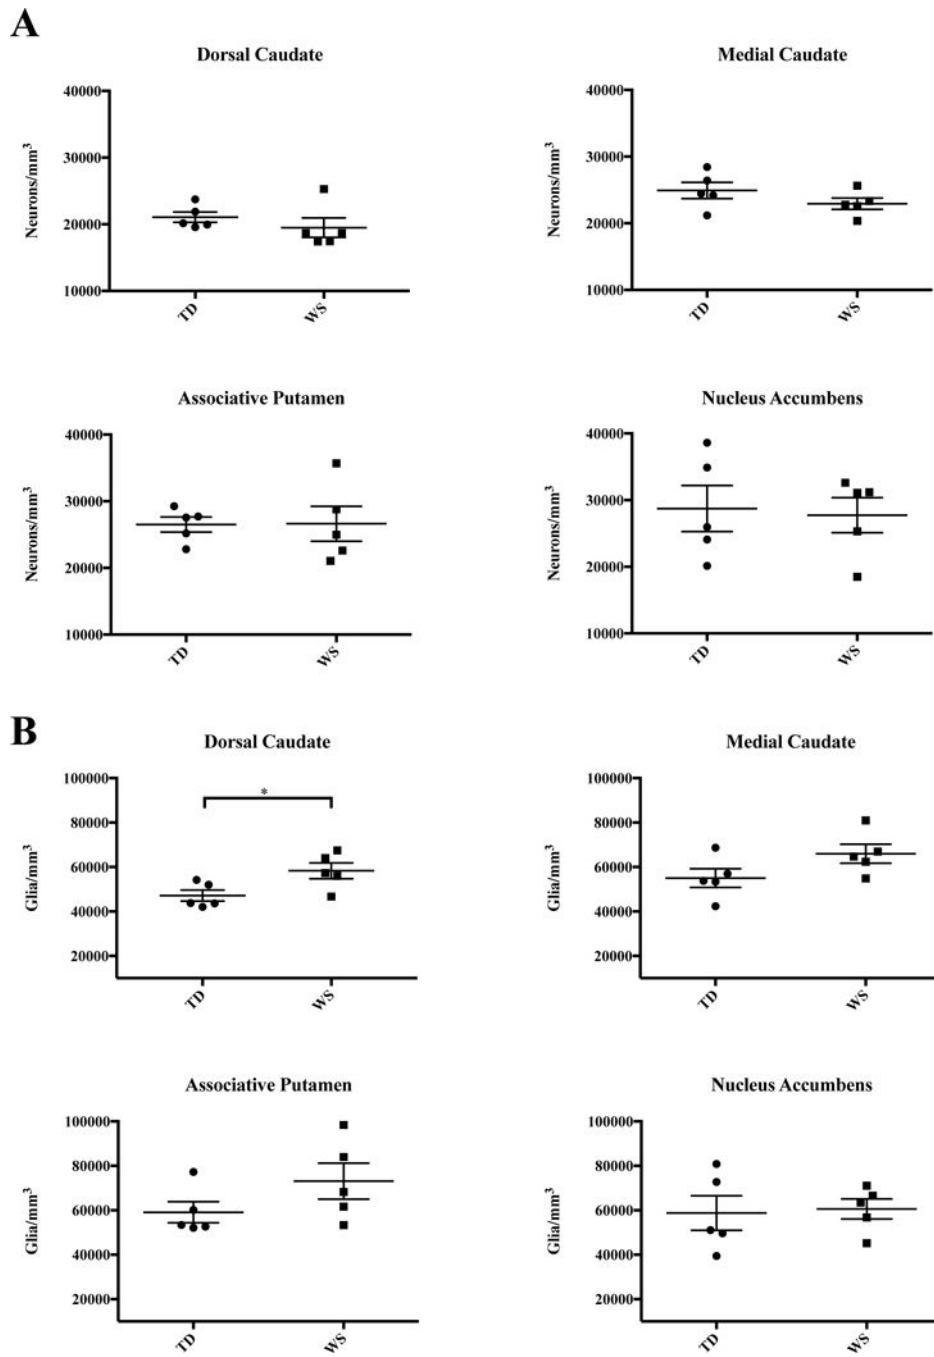 A
Dorsal Caudate
Neurons/mm³
40000
30000
20000
10000
TD
WS
Medial Caudate
Neurons/mm³
40000
30000
20000
10000
TD
WS
Associative Putamen
Neurons/mm³
40000
30000
20000
10000
TD
WS
Nucleus Accumbens
Neurons/mm³
40000
30000
20000
10000
TD
WS
B
Dorsal Caudate
Glia/mm³
100000
80000
60000
40000
20000
*
TD
WS
Medial Caudate
Glia/mm³
100000
80000
60000
40000
20000
TD
WS
Associative Putamen
Glia/mm³
100000
80000
60000
40000
20000
TD
WS
Nucleus Accumbens
Glia/mm³
100000
80000
60000
40000
20000
TD
WS